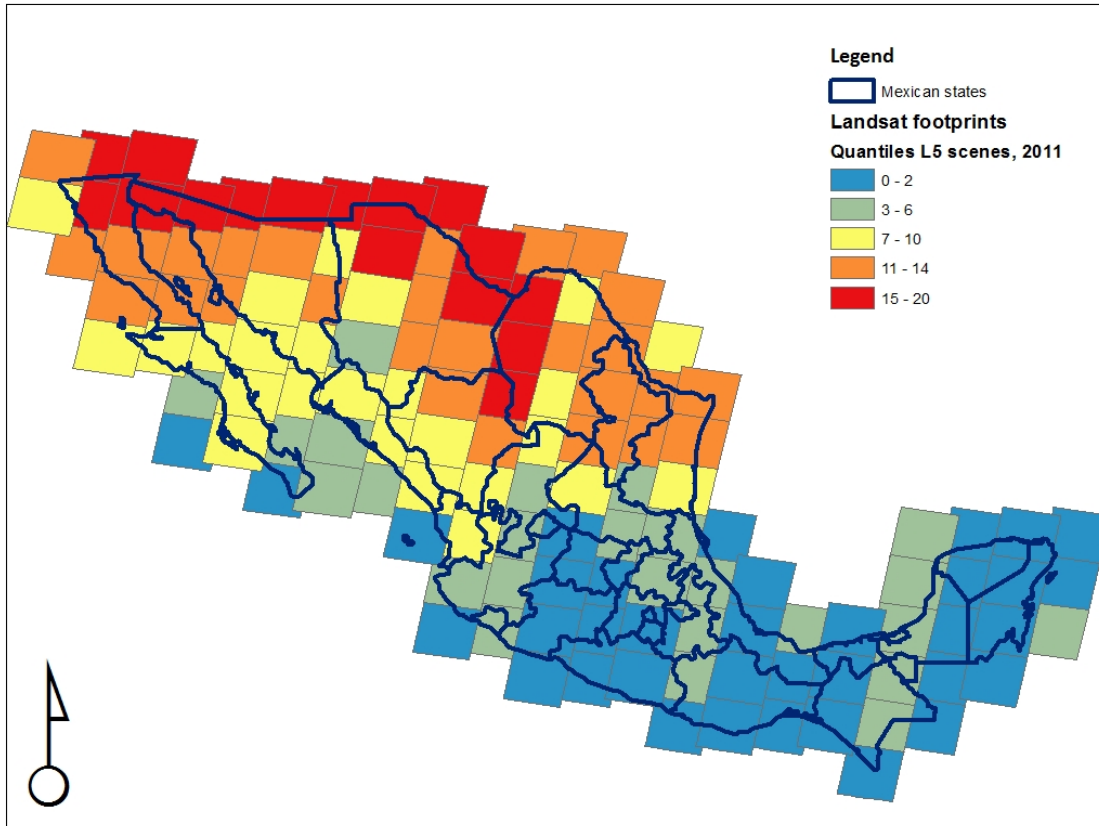 Legend
Mexican states
Landsat footprints
Quantiles L5 scenes, 2011
0 - 2
3 - 6
7 - 10
11 - 14
15 - 20